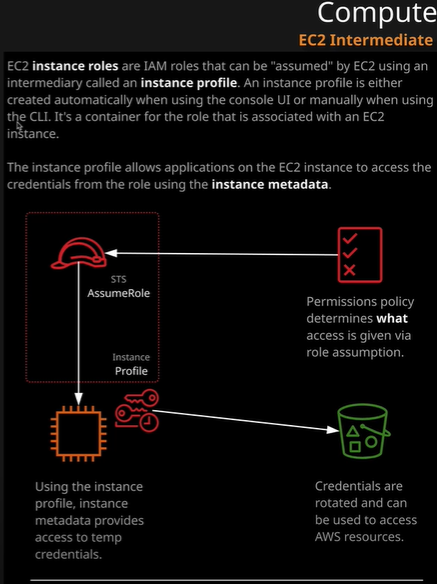 Compute
EC2 Intermediate
EC2 instance roles are IAM roles that can be "assumed" by EC2 using an
intermediary called an instance profile. An instance profile is either
created automatically when using the console UI or manually when using
the CLI. It's a container for the role that is associated with an EC2
instance.
The instance profile allows applications on the EC2 instance to access the
credentials from the role using the instance metadata.
STS
AssumeRole
Permissions policy
determines what
access is given via
role assumption.
Instance
Profile
Using the instance
profile, instance
metadata provides
access to temp
credentials.
Credentials are
rotated and can
be used to access
AWS resources.